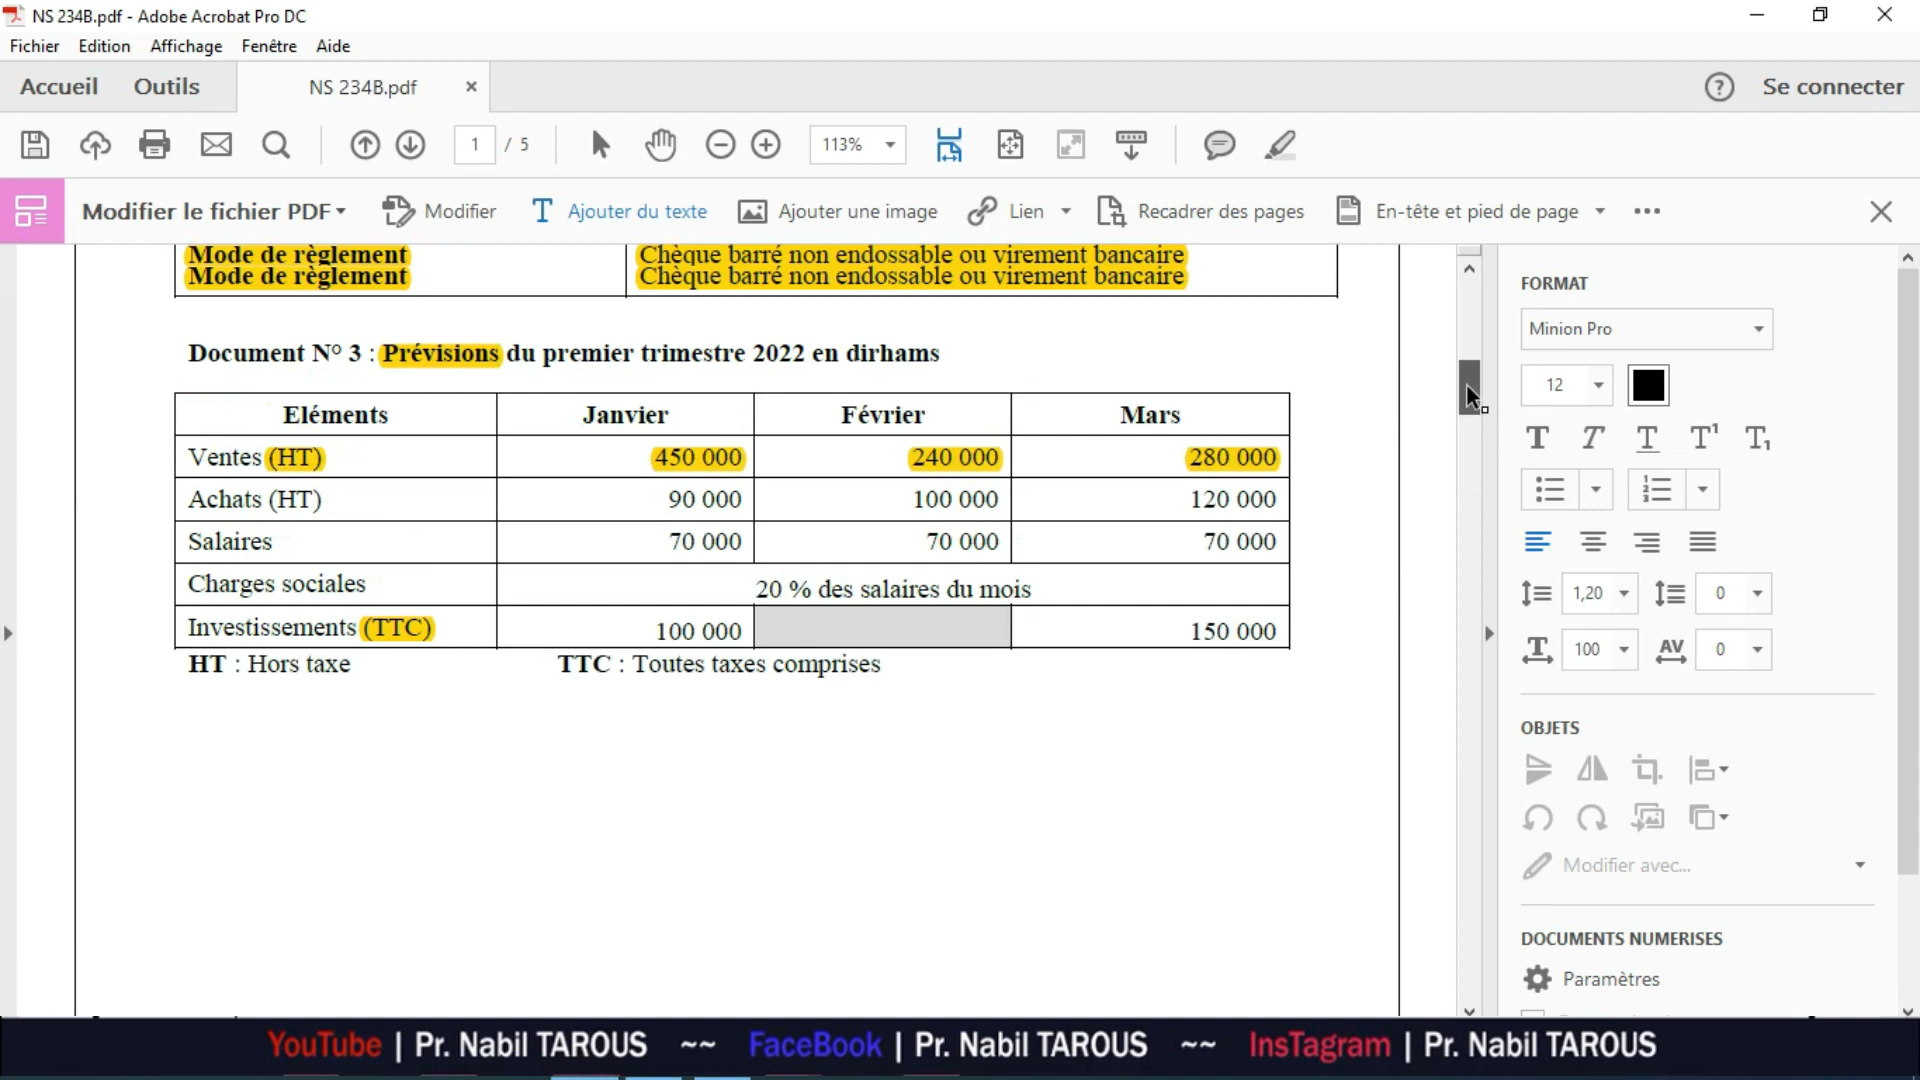 NS 234B.pdf - Adobe Acrobat Pro DC
Fichier Edition Affichage Fenêtre Aide
Accueil Outils NS 234B.pdf × Se connecter
1 / 5 113%
Modifier le fichier PDF Modifier Ajouter du texte Ajouter une image Lien Recadrer des pages En-tête et pied de page
Mode de règlement Chèque barré non endossable ou virement bancaire
Mode de règlement Chèque barré non endossable ou virement bancaire
Document N° 3 : Prévisions du premier trimestre 2022 en dirhams
Eléments Janvier Février Mars
Ventes (HT) 450 000 240 000 280 000
Achats (HT) 90 000 100 000 120 000
Salaires 70 000 70 000 70 000
Charges sociales 20 % des salaires du mois
Investissements (TTC) 100 000 150 000
HT : Hors taxe TTC : Toutes taxes comprises
FORMAT
Minion Pro
12
1,20 0
100 0
OBJETS
Modifier avec...
DOCUMENTS NUMERISES
Paramètres
YouTube | Pr. Nabil TAROUS ~~ FaceBook | Pr. Nabil TAROUS ~~ InsTagram | Pr. Nabil TAROUS